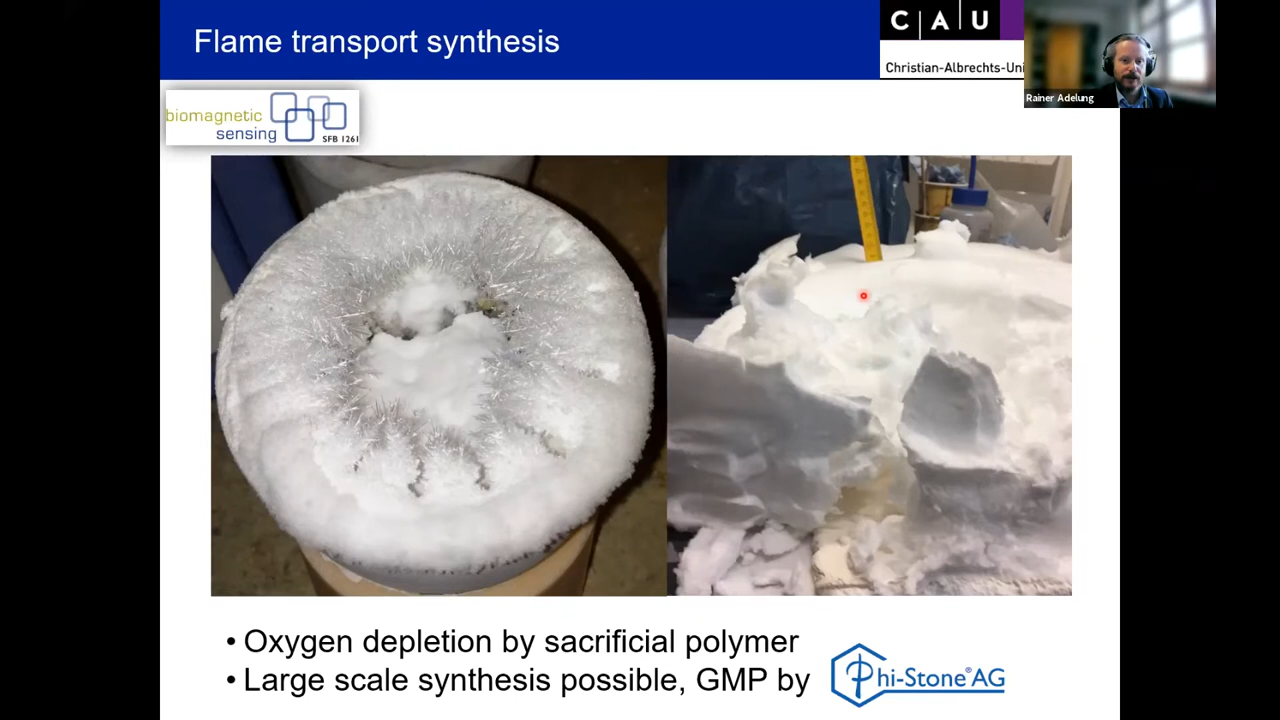 Flame transport synthesis
CAU
Christian-Albrechts-Uni
Rainer Adelung
biomagnetic
sensing
SFB 1261
• Oxygen depletion by sacrificial polymer
• Large scale synthesis possible, GMP by
Phi-Stone® AG